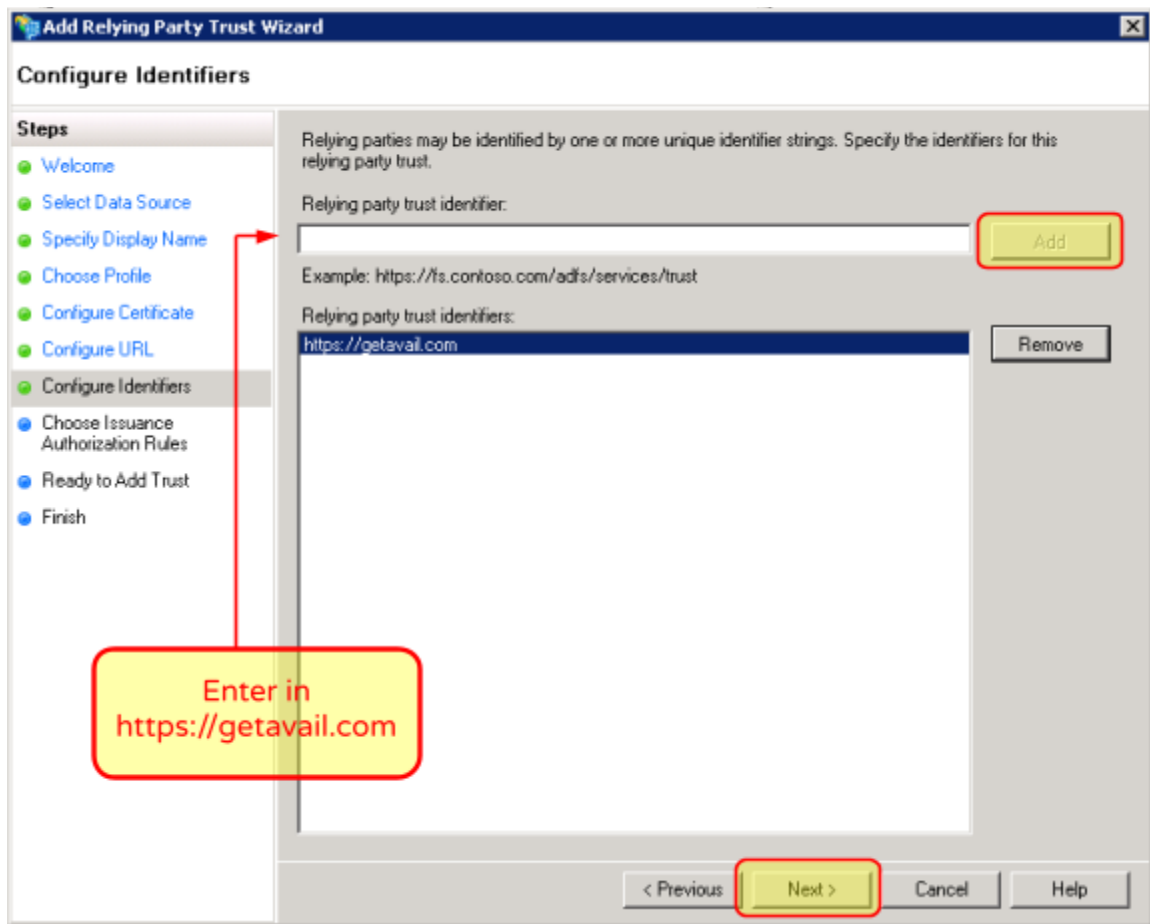 Add Relying Party Trust Wizard
Configure Identifiers
Steps
Welcome
Select Data Source
Specify Display Name
Choose Profile
Configure Certificate
Configure URL
Configure Identifiers
Choose Issuance
Authorization Rules
Ready to Add Trust
Finish
Relying parties may be identified by one or more unique identifier strings. Specify the identifiers for this
relying party trust.
Relying party trust identifier:
Add
Example: https://fs.contoso.com/adfs/services/trust
Relying party trust identifiers:
https://getavail.com
Remove
Enter in
https://getavail.com
< Previous
Next >
Cancel
Help